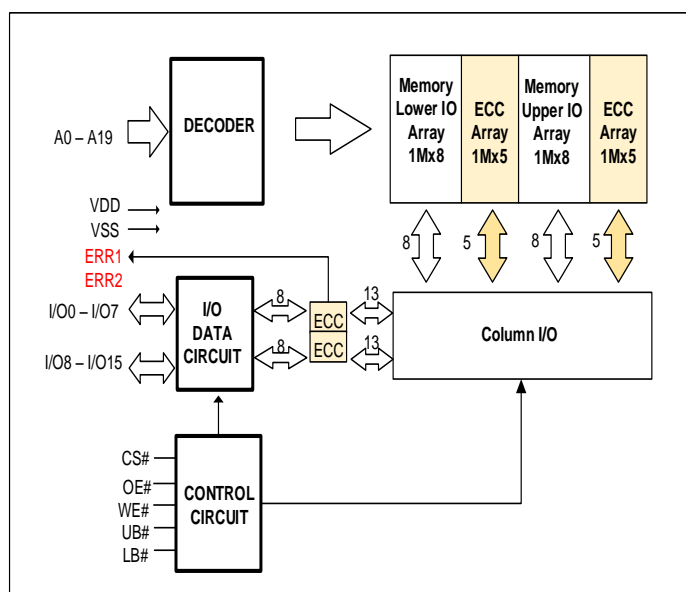 A0 – A19
DECODER
Memory
Lower IO
Array
1Mx8
ECC
Array
1Mx5
Memory
Upper IO
Array
1Mx8
ECC
Array
1Mx5
VDD
VSS
ERR1
ERR2
8
5
8
5
I/O0 – I/O7
I/O8 – I/O15
I/O
DATA
CIRCUIT
8
8
ECC
ECC
13
13
Column I/O
CS#
OE#
WE#
UB#
LB#
CONTROL
CIRCUIT